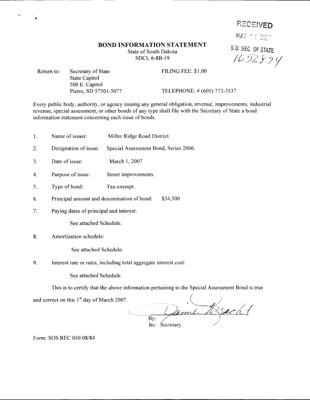 RECEIVED
MAR 15 2007
S.D. SEC. OF STATE
1652874
BOND INFORMATION STATEMENT
State of South Dakota
SDCL 6-8B-19
Return to: Secretary of State FILING FEE: $1.00
State Capitol
500 E. Capitol
Pierre, SD 57501-5077 TELEPHONE: # (605) 773-3537
Every public body, authority, or agency issuing any general obligation, revenue, improvements, industrial
revenue, special assessment, or other bonds of any type shall file with the Secretary of State a bond
information statement concerning each issue of bonds.
1. Name of issuer: Miller Ridge Road District.
2. Designation of issue: Special Assessment Bond, Series 2006.
3. Date of issue: March 1, 2007
4. Purpose of issue: Street improvements.
5. Type of bond: Tax-exempt.
6. Principal amount and denomination of bond: $34,500
7. Paying dates of principal and interest:
See attached Schedule.
8. Amortization schedule:
See attached Schedule.
9. Interest rate or rates, including total aggregate interest cost:
See attached Schedule.
This is to certify that the above information pertaining to the Special Assessment Bond is true
and correct on this 1st day of March 2007.
By:
Its: Secretary
Form: SOS REC 050 08/84